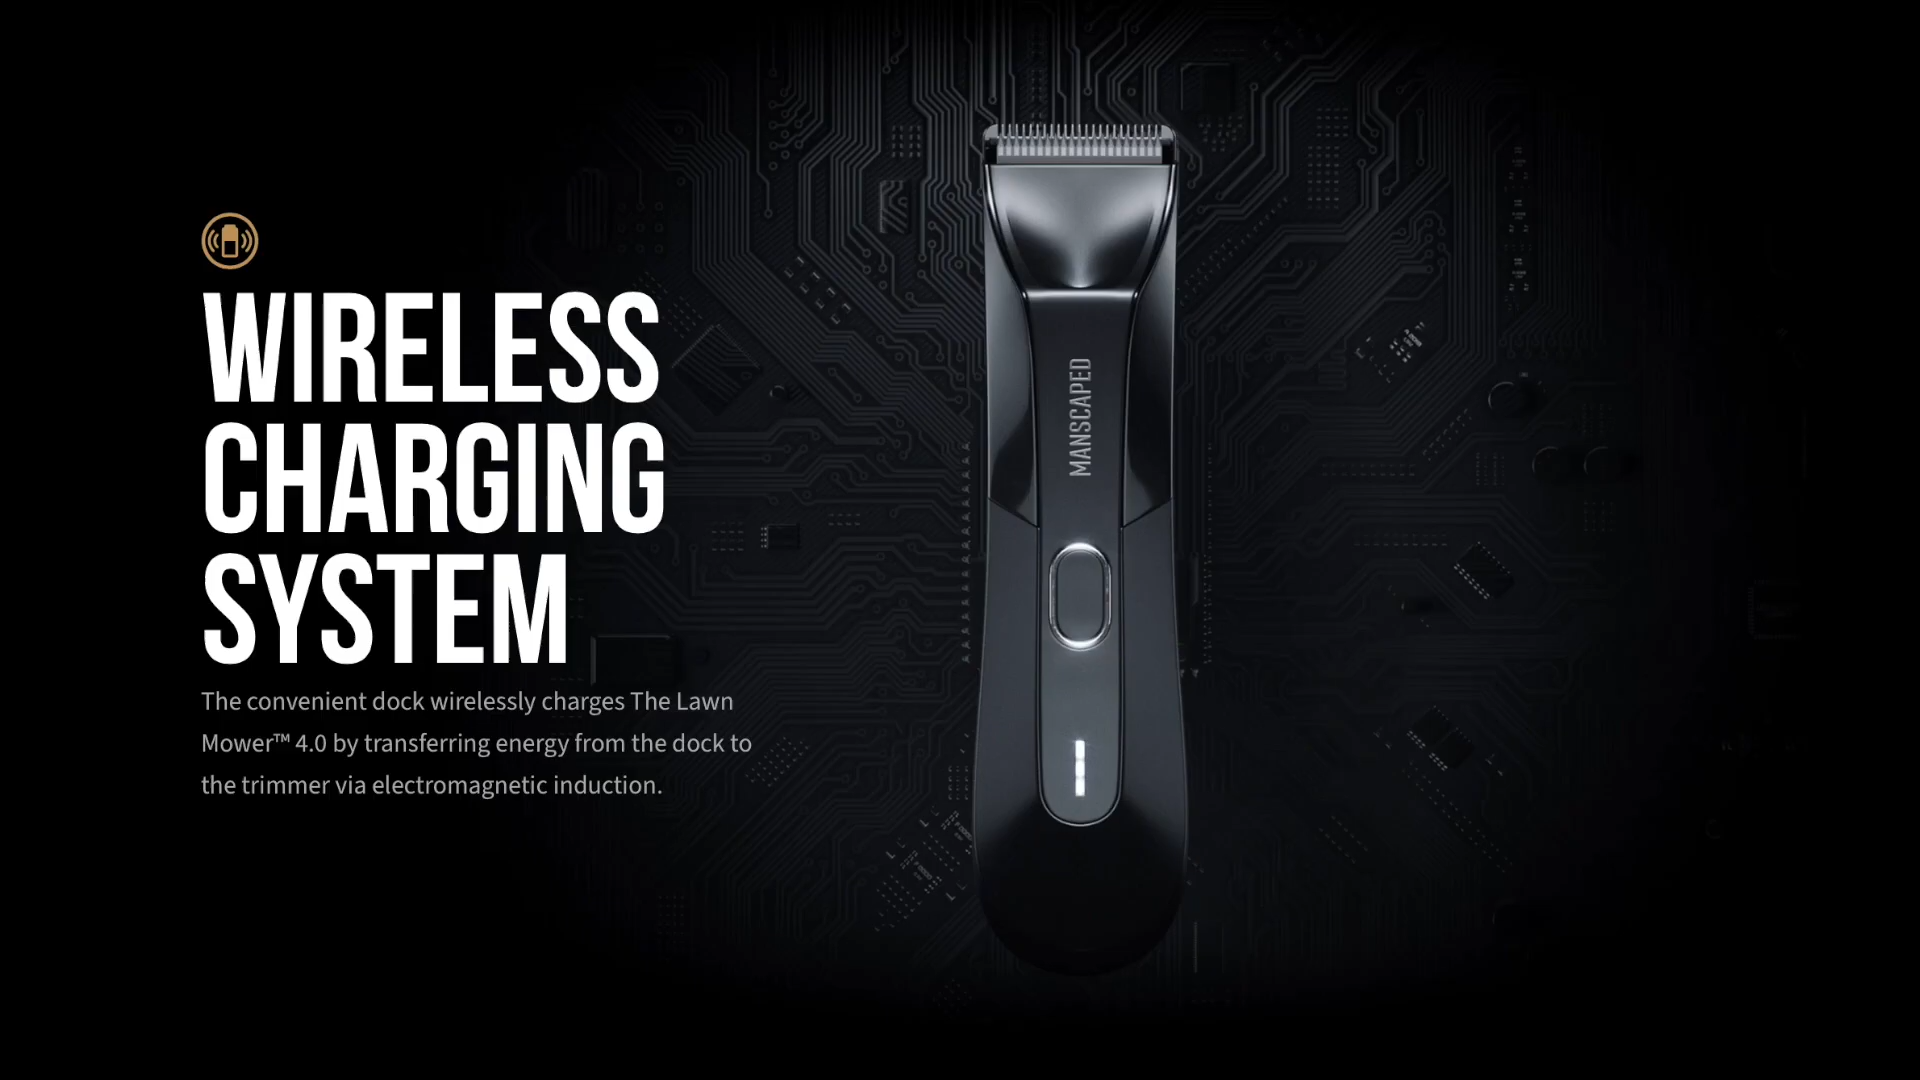 WIRELESS
CHARGING
SYSTEM
The convenient dock wirelessly charges The Lawn
Mower™ 4.0 by transferring energy from the dock to
the trimmer via electromagnetic induction.
MANSCAPED